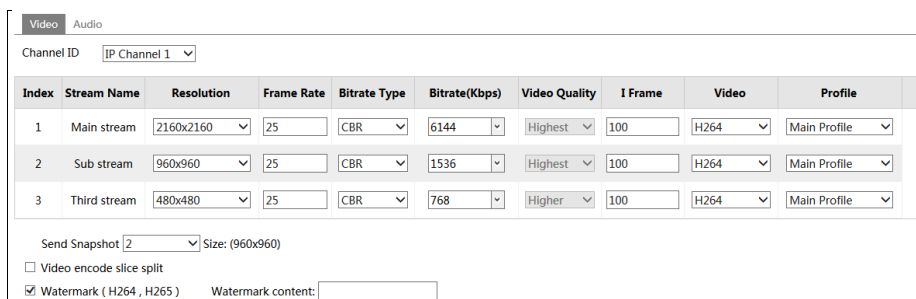 Video Audio
Channel ID IP Channel 1
Index Stream Name Resolution Frame Rate Bitrate Type Bitrate(Kbps) Video Quality I Frame Video Profile
1 Main stream 2160x2160 25 CBR 6144 Highest 100 H264 Main Profile
2 Sub stream 960x960 25 CBR 1536 Highest 100 H264 Main Profile
3 Third stream 480x480 25 CBR 768 Higher 100 H264 Main Profile
Send Snapshot 2 Size: (960x960)
Video encode slice split
Watermark ( H264 , H265 ) Watermark content: